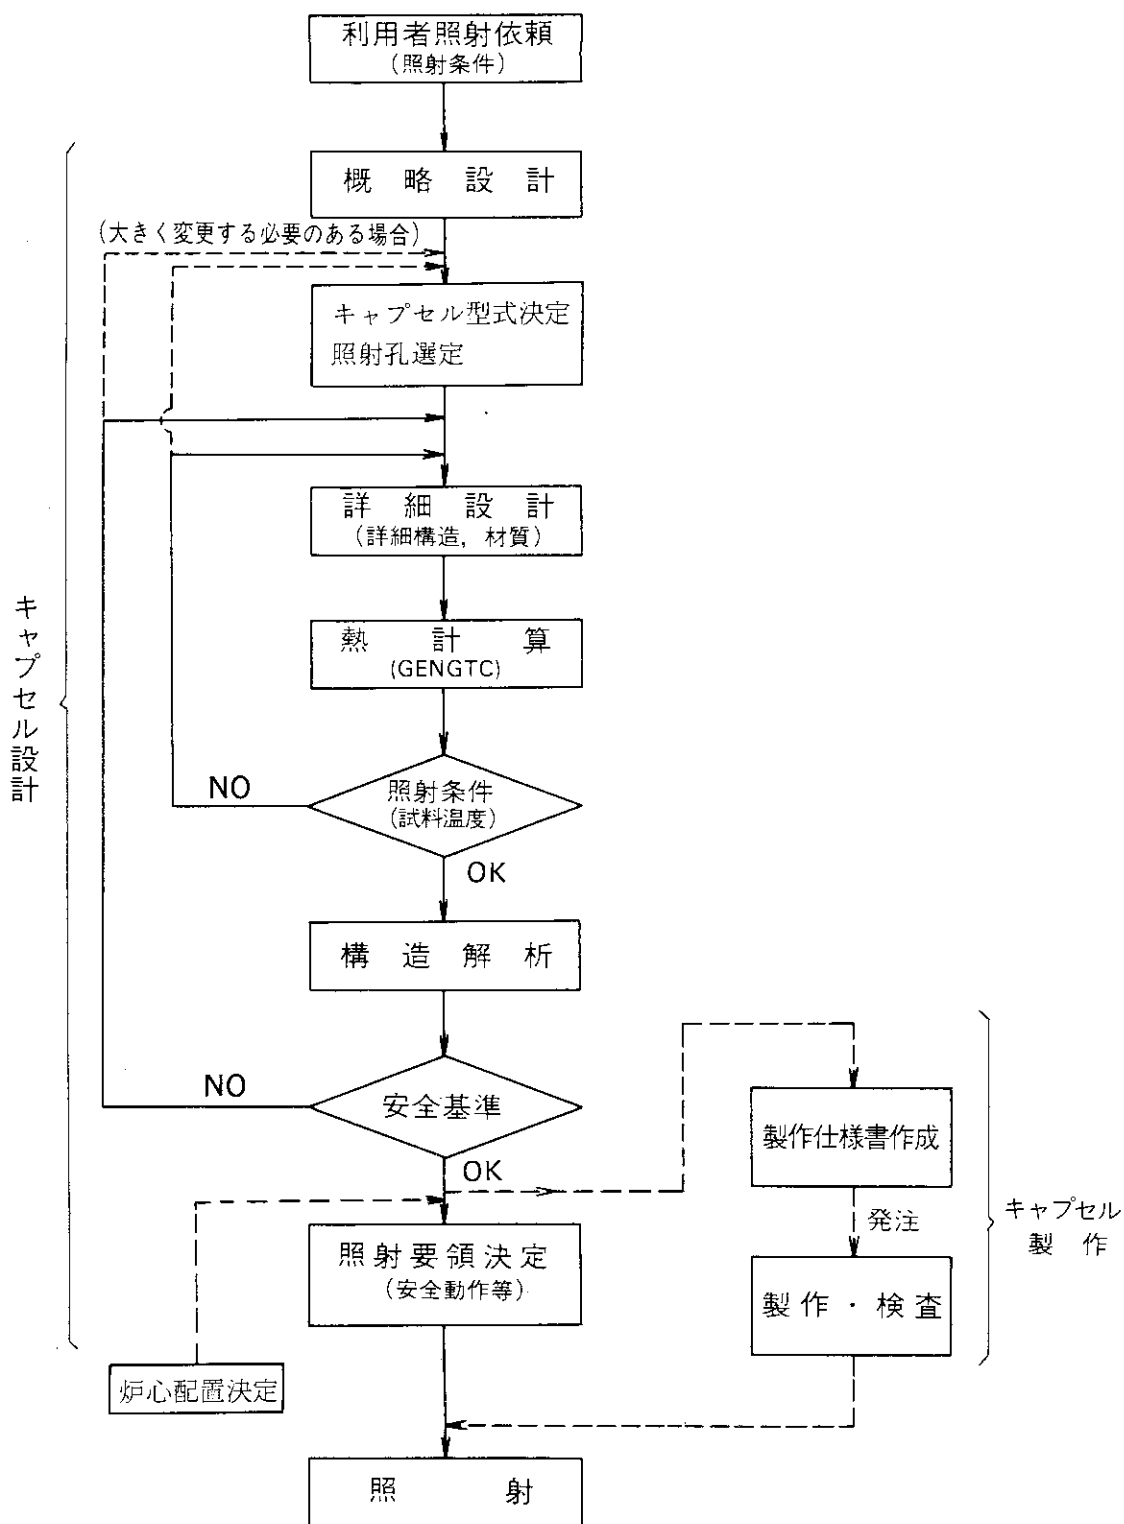 利用者照射依頼
(照射条件)
概略設計
(大きく変更する必要のある場合)
キャプセル型式決定
照射孔選定
詳細設計
(詳細構造, 材質)
熱計算
(GENGTC)
キャプセル設計
NO
照射条件
(試料温度)
OK
構造解析
NO
安全基準
OK
製作仕様書作成
発注
キャプセル
製作
照射要領決定
(安全動作等)
製作・検査
炉心配置決定
照射